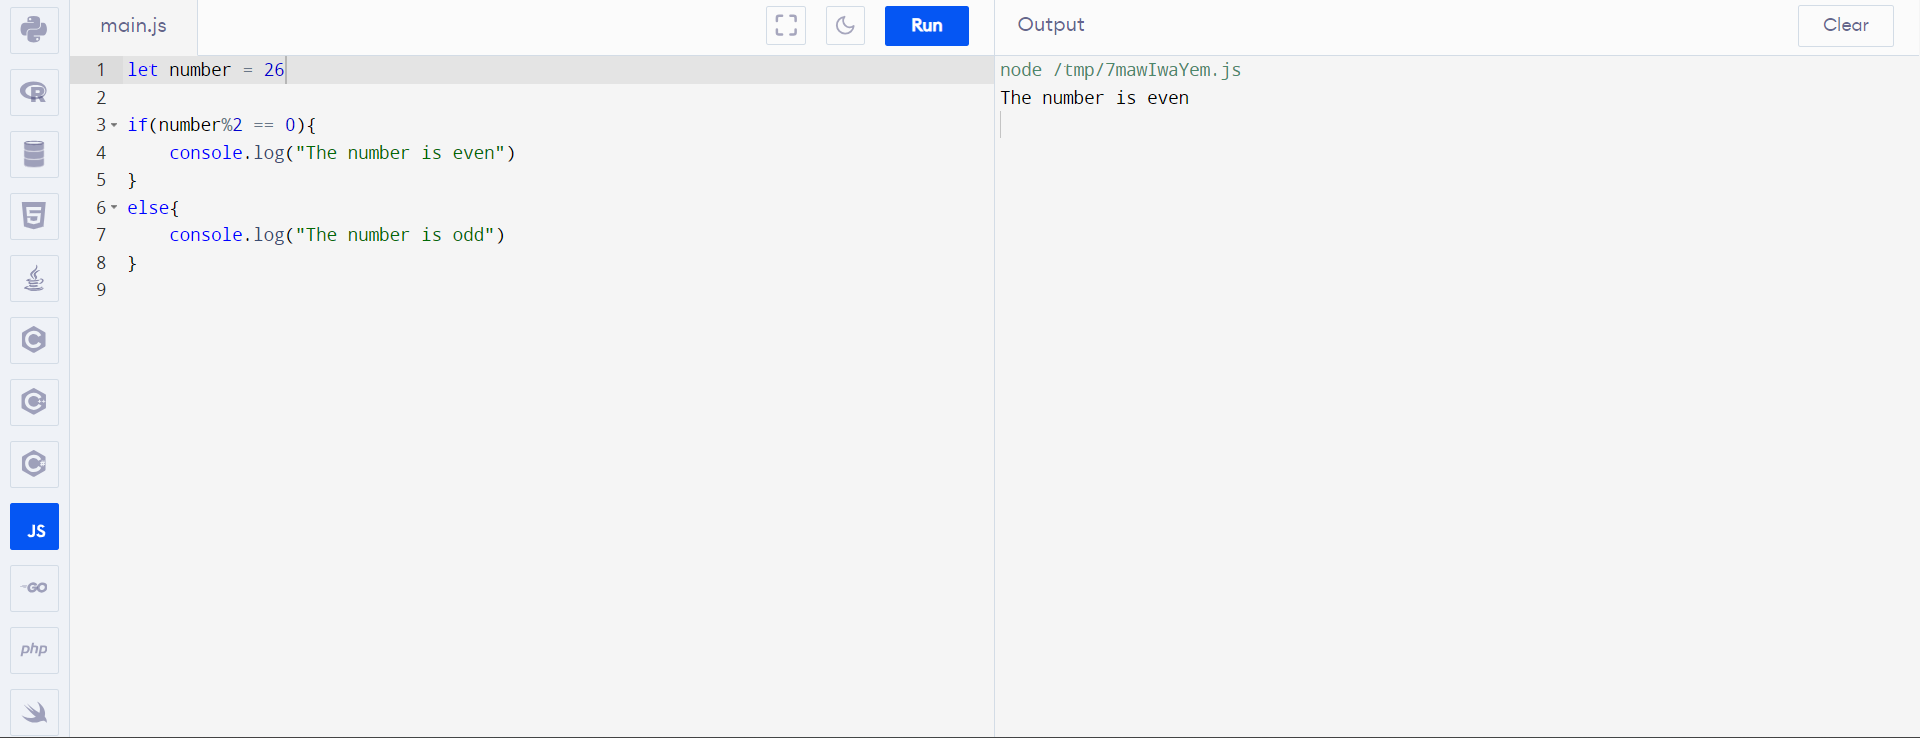 main.js
Run
Output
Clear
1 let number = 26
2
3 if(number%2 == 0){
4     console.log("The number is even")
5 }
6 else{
7     console.log("The number is odd")
8 }
9
node /tmp/7mawIwaYem.js
The number is even
R
5
C
C++
C#
JS
GO
php